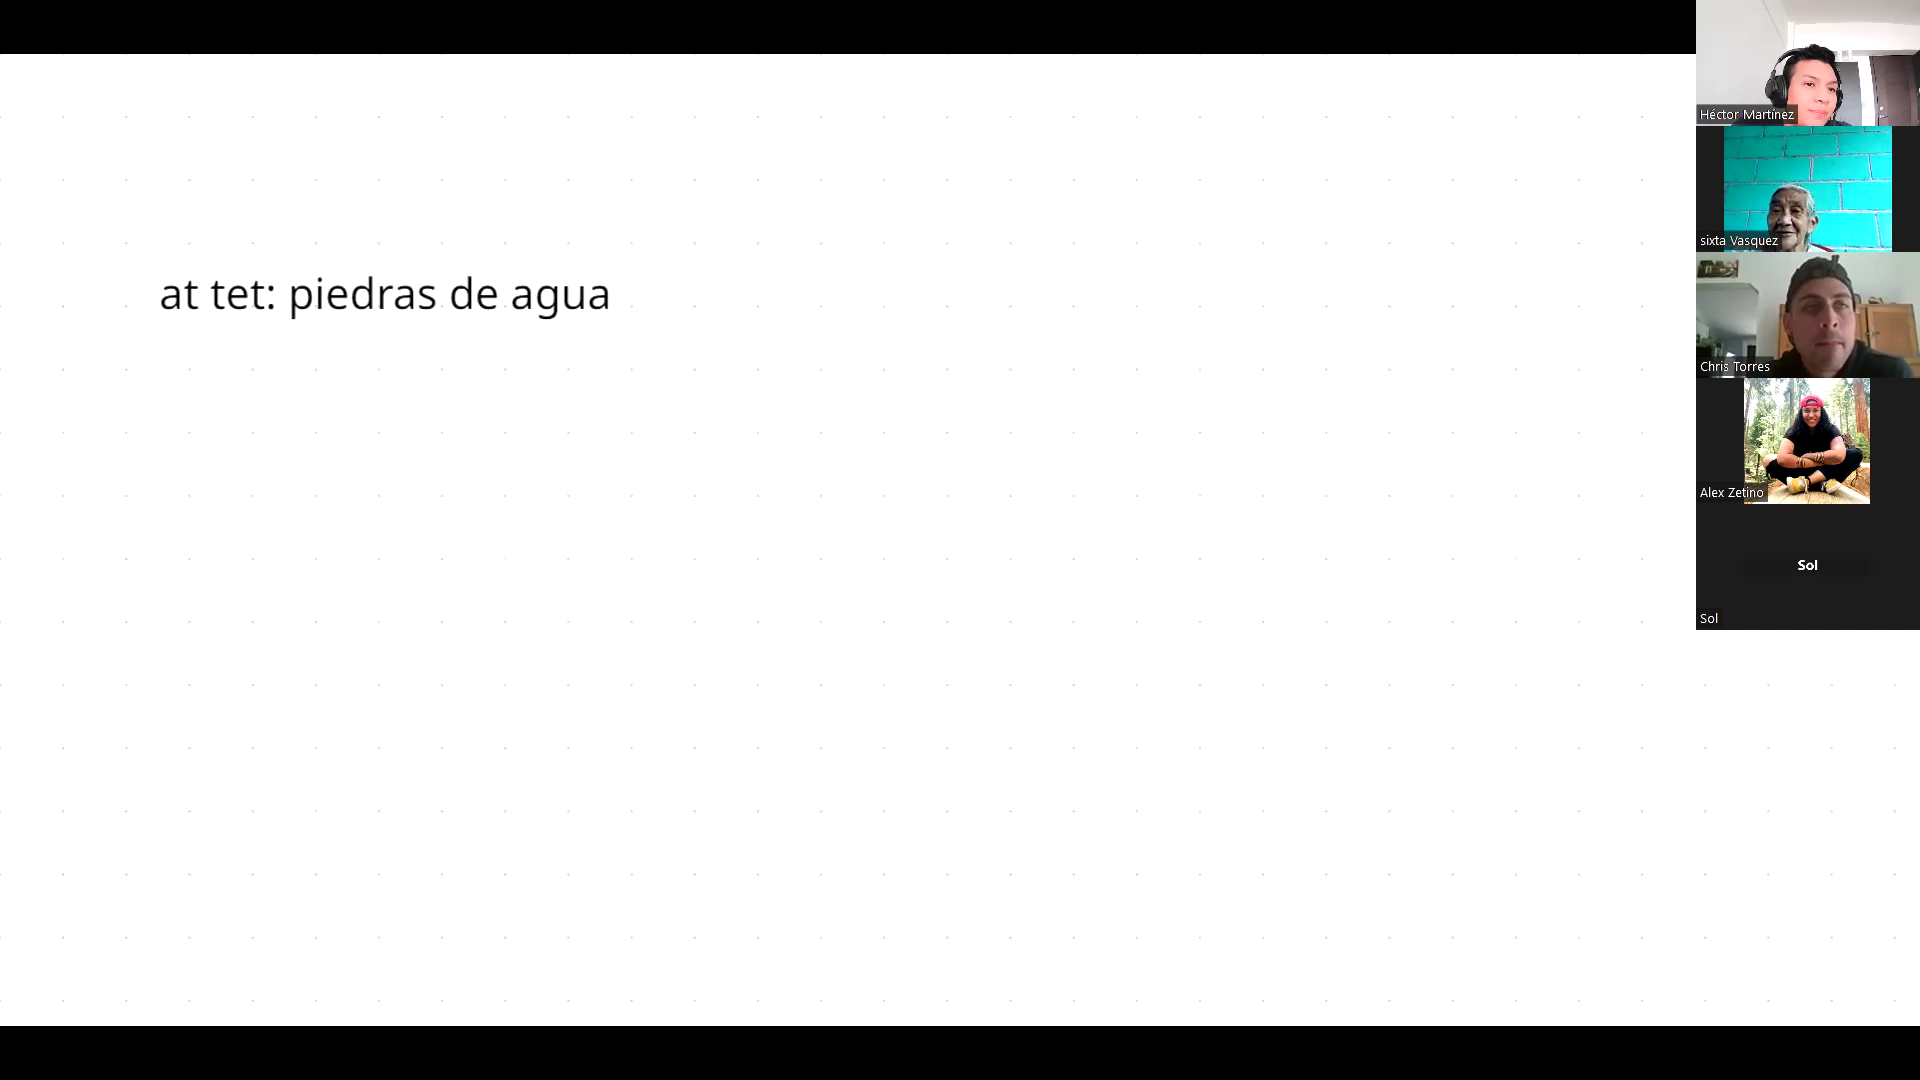 at tet: piedras de agua
Héctor Martínez
sixta Vasquez
Chris Torres
Alex Zetino
Sol
Sol